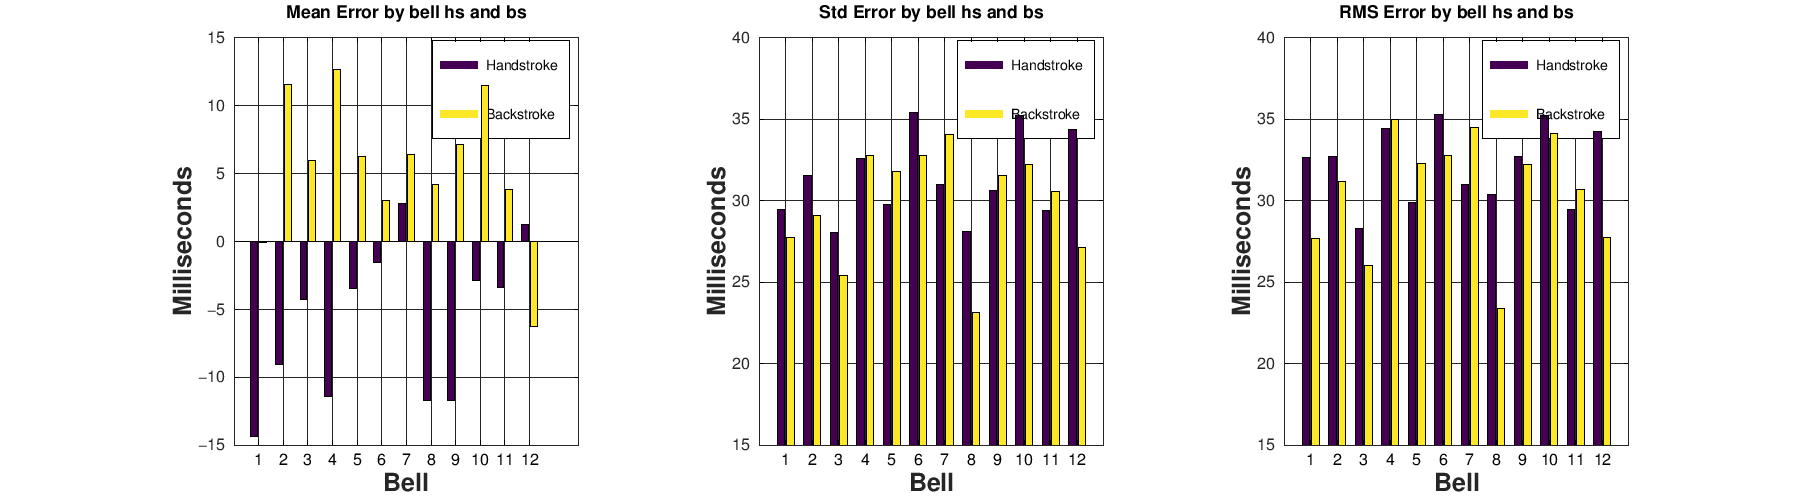 Mean Error by bell hs and bs
15
10
5
0
−5
−10
−15
Milliseconds
Handstroke
Backstroke
1 2 3 4 5 6 7 8 9 10 11 12
Bell
Std Error by bell hs and bs
40
35
30
25
20
15
Milliseconds
Handstroke
Backstroke
1 2 3 4 5 6 7 8 9 10 11 12
Bell
RMS Error by bell hs and bs
40
35
30
25
20
15
Milliseconds
Handstroke
Backstroke
1 2 3 4 5 6 7 8 9 10 11 12
Bell